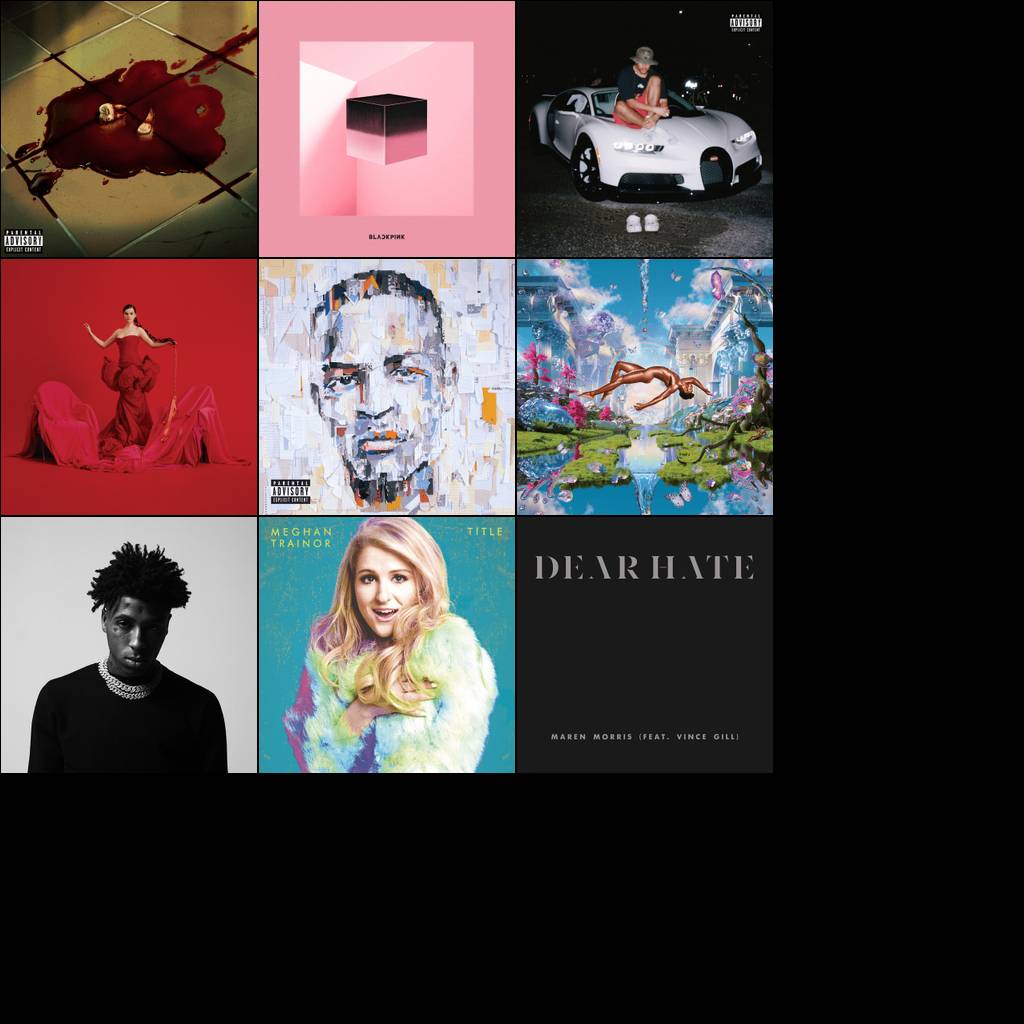 PARENTAL
ADVISORY
EXPLICIT CONTENT
BLACKPINK
PARENTAL
ADVISORY
EXPLICIT CONTENT
PARENTAL
ADVISORY
EXPLICIT CONTENT
MEGHAN
TRAINOR
TITLE
DEAR HATE
MAREN MORRIS (FEAT. VINCE GILL)